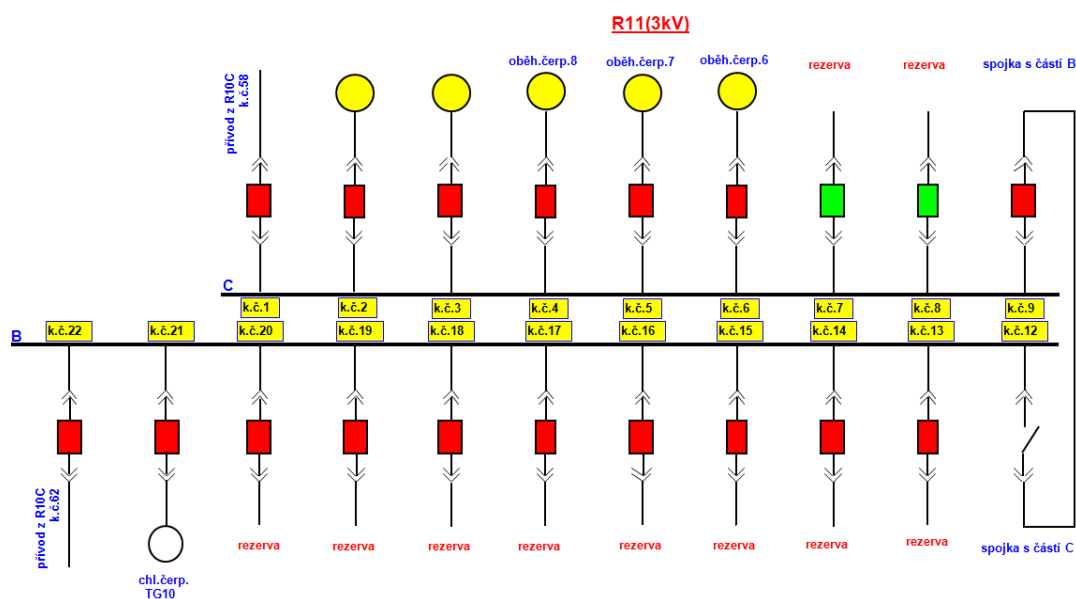 R11(3kV)
přívod z R10C
k.č.58
oběh.čerp.8
oběh.čerp.7
oběh.čerp.6
rezerva
rezerva
spojka s částí B
C
k.č.1
k.č.2
k.č.3
k.č.4
k.č.5
k.č.6
k.č.7
k.č.8
k.č.9
B
k.č.22
k.č.21
k.č.20
k.č.19
k.č.18
k.č.17
k.č.16
k.č.15
k.č.14
k.č.13
k.č.12
přívod z R10C
k.č.62
chl.čerp.
TG10
rezerva
rezerva
rezerva
rezerva
rezerva
rezerva
rezerva
rezerva
spojka s částí C